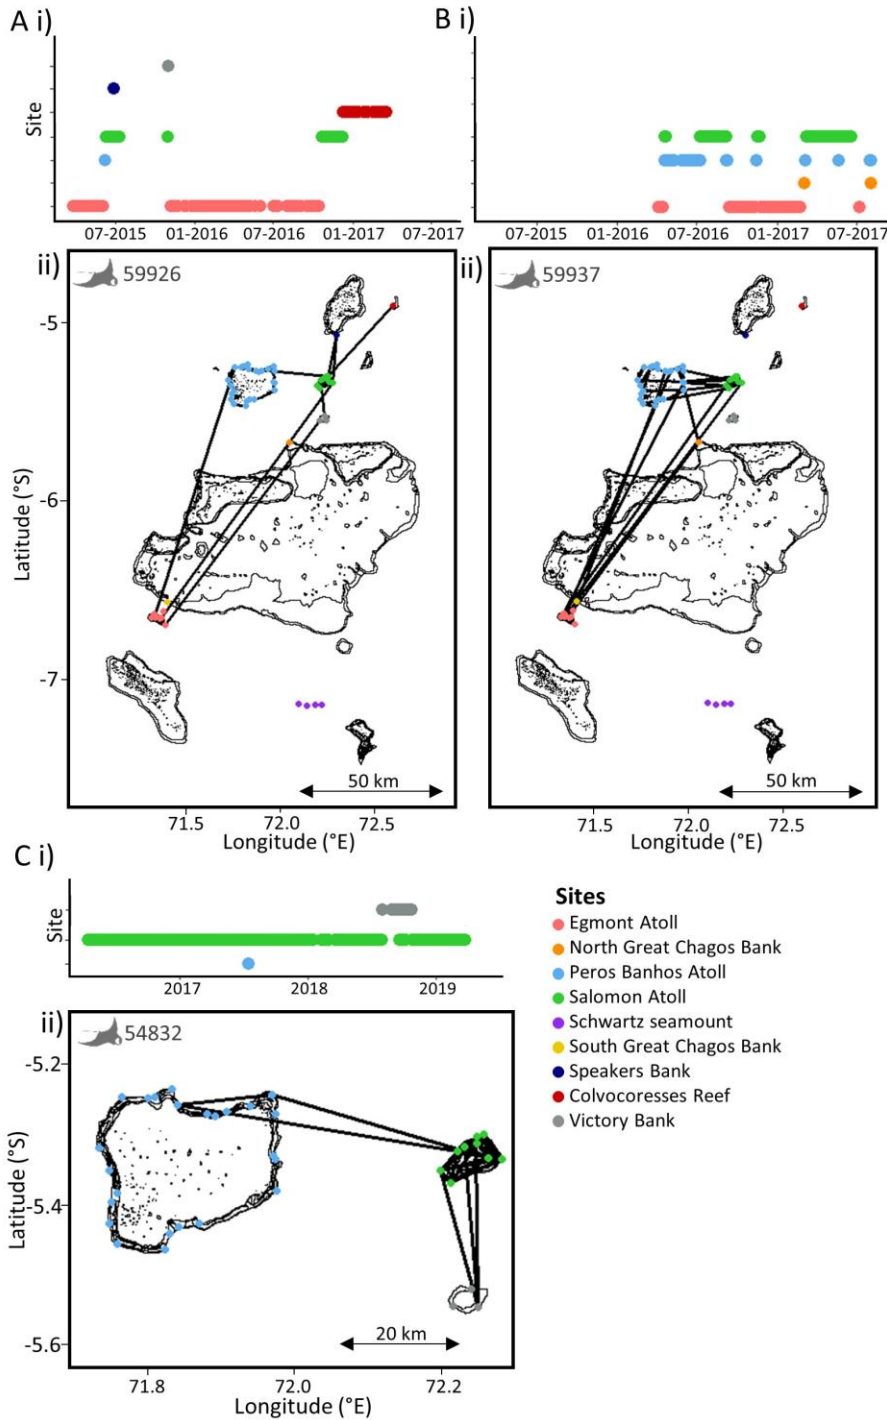 A i)
B i)
Site
07-2015 01-2016 07-2016 01-2017 07-2017
07-2015 01-2016 07-2016 01-2017 07-2017
ii)
59926
-5
-6
-7
Latitude (°S)
50 km
71.5 72.0 72.5
Longitude (°E)
ii)
59937
50 km
71.5 72.0 72.5
Longitude (°E)
C i)
Site
2017 2018 2019
ii)
54832
-5.2
-5.4
-5.6
Latitude (°S)
20 km
71.8 72.0 72.2
Longitude (°E)
Sites
Egmont Atoll
North Great Chagos Bank
Peros Banhos Atoll
Salomon Atoll
Schwartz seamount
South Great Chagos Bank
Speakers Bank
Colvocoresses Reef
Victory Bank